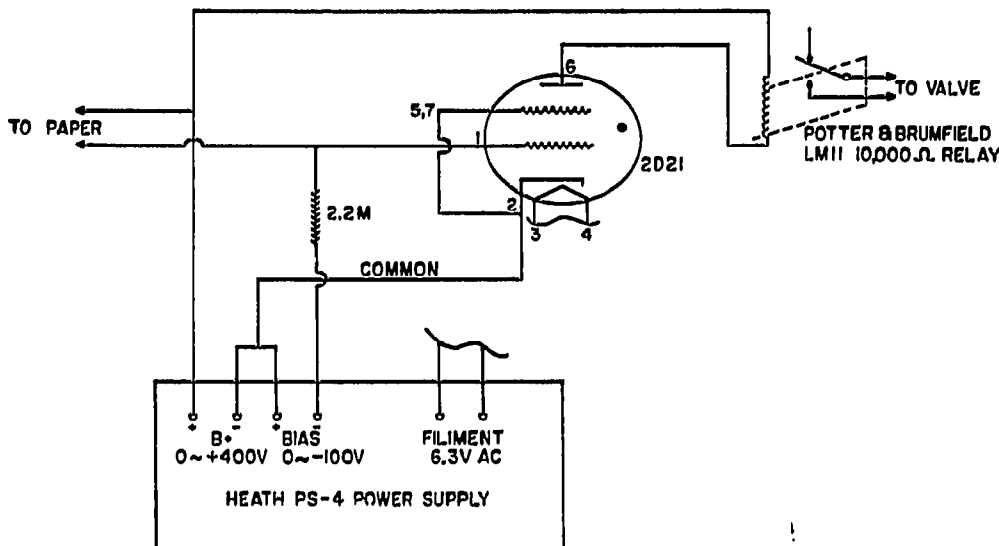 6
5,7
TO VALVE
TO PAPER
1
POTTER & BRUMFIELD
LM11 10,000 Ω RELAY
2D21
2.2M
2
3
4
COMMON
+
-
+
-
B+
BIAS
FILIMENT
0~+400V
0~-100V
6.3V AC
HEATH PS-4 POWER SUPPLY